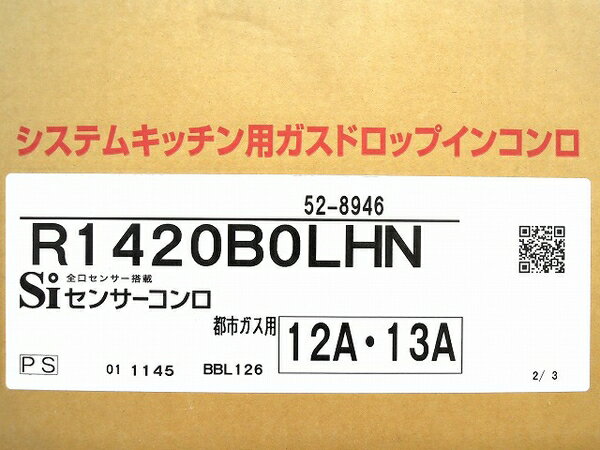 システムキッチン用ガスドロップインコンロ
52-8946
R1420B0LHN
全口センサー搭載
Siセンサーコンロ
都市ガス用 12A・13A
PS 01 1145 BBL126 2/ 3